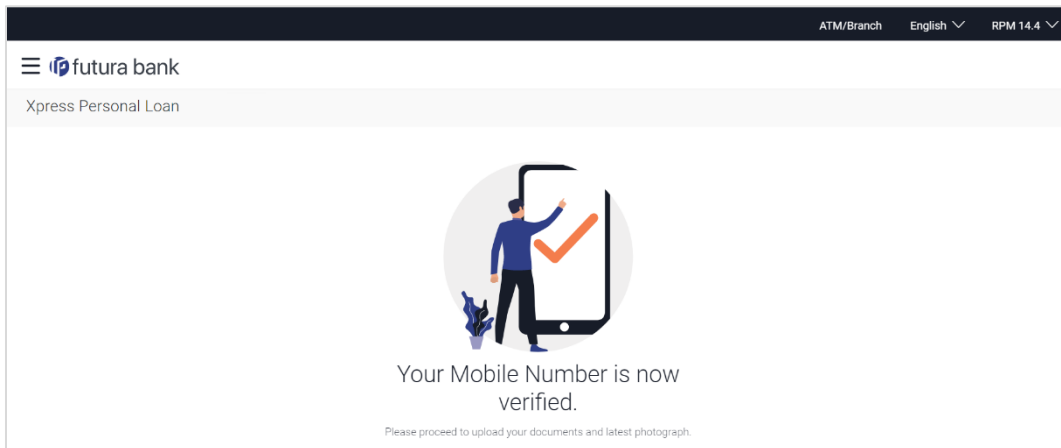 ATM/Branch English RPM 14.4
futura bank
Xpress Personal Loan
Your Mobile Number is now
verified.
Please proceed to upload your documents and latest photograph.